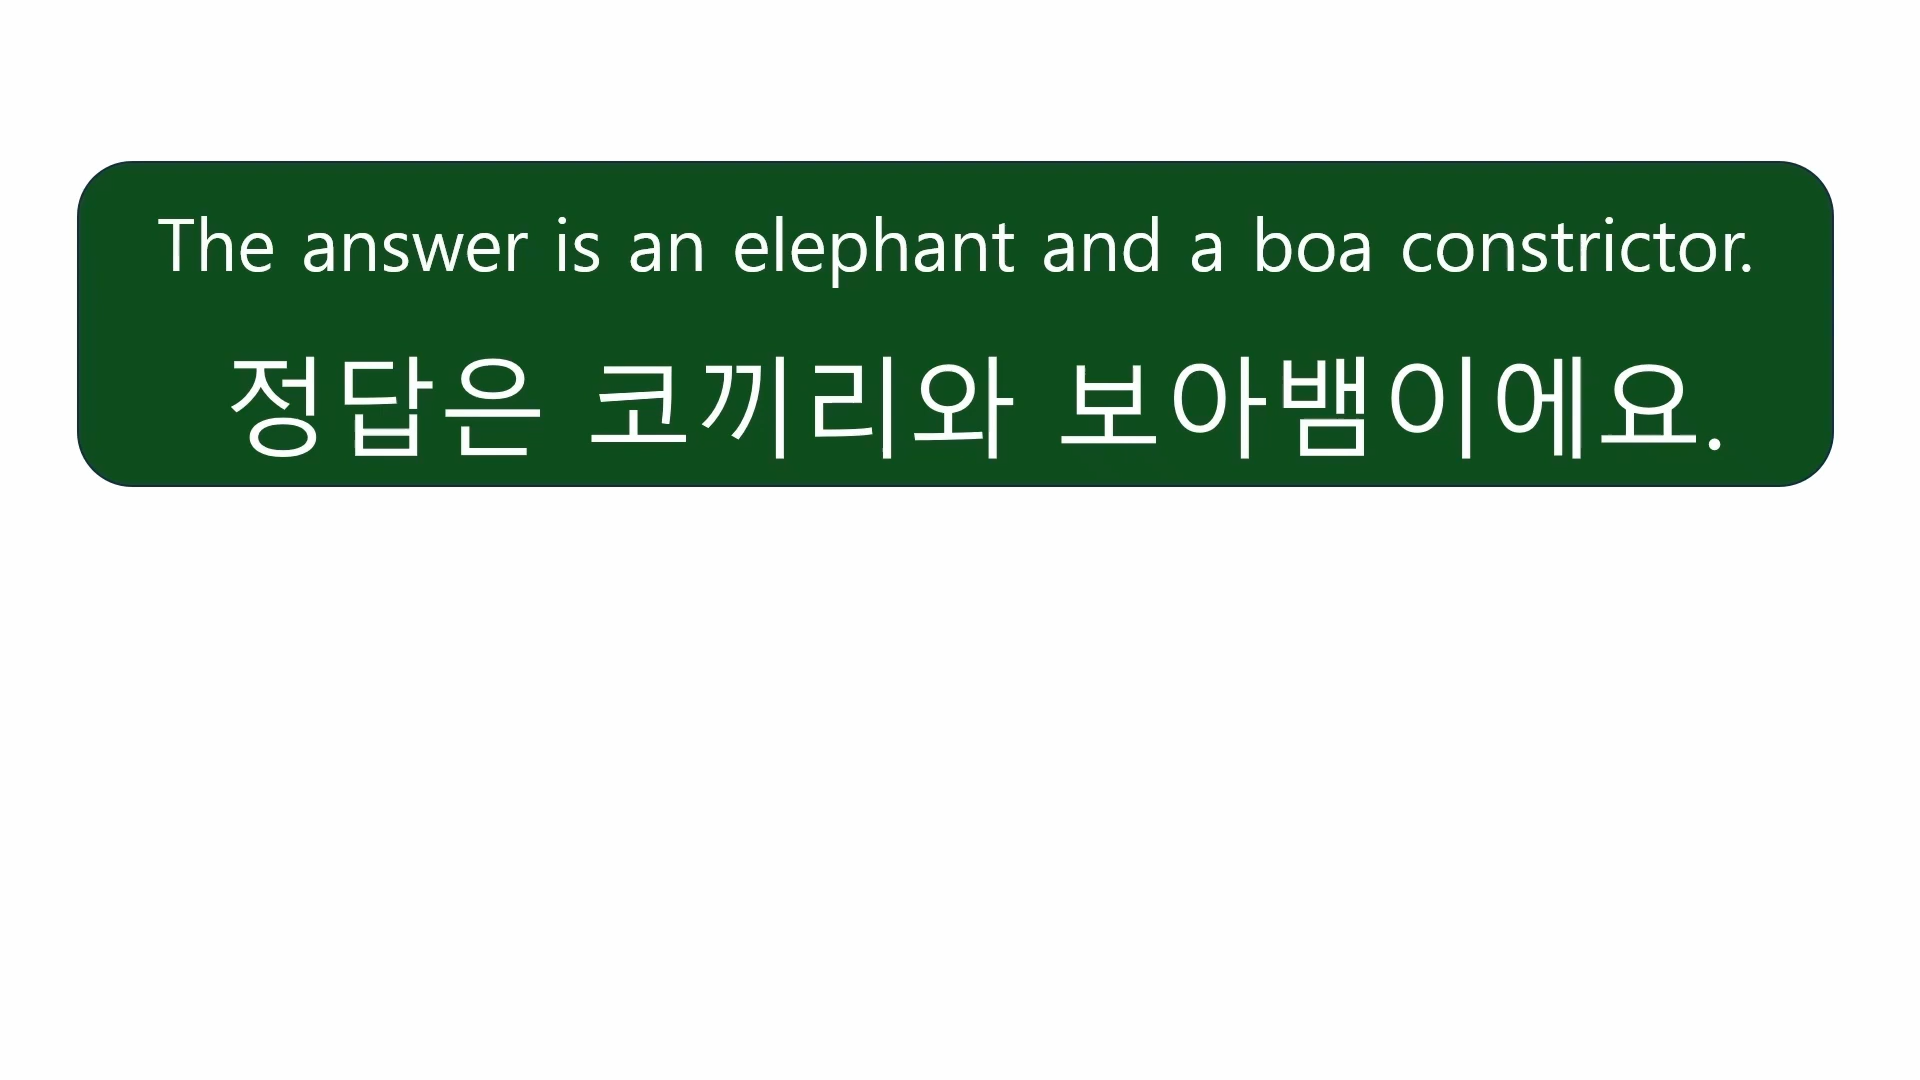 The answer is an elephant and a boa constrictor.
정답은 코끼리와 보아뱀이에요.